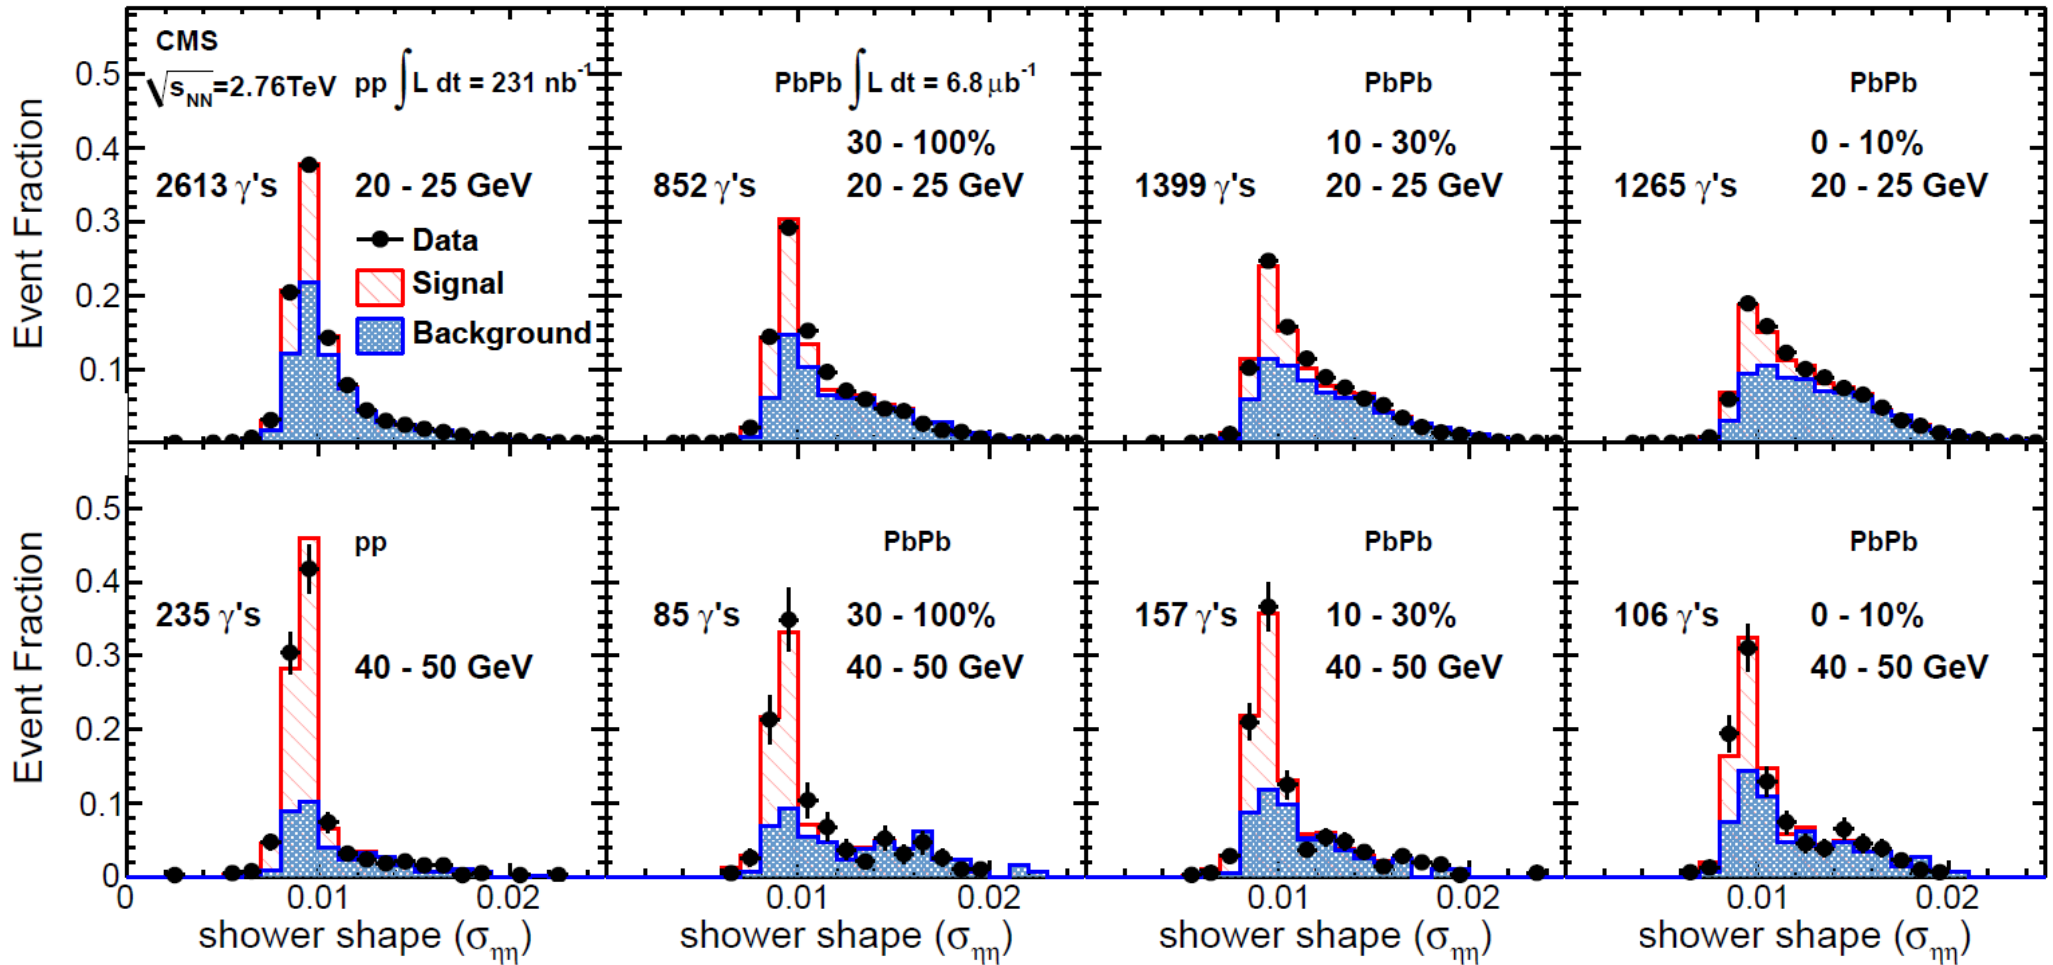 CMS
√s_NN=2.76TeV pp ∫L dt = 231 nb⁻¹
2613 γ's 20 - 25 GeV
Data
Signal
Background
Event Fraction
0.5
0.4
0.3
0.2
0.1
PbPb ∫L dt = 6.8 μb⁻¹
30 - 100%
852 γ's 20 - 25 GeV
PbPb
10 - 30%
1399 γ's 20 - 25 GeV
PbPb
0 - 10%
1265 γ's 20 - 25 GeV
pp
235 γ's
40 - 50 GeV
Event Fraction
0.5
0.4
0.3
0.2
0.1
0
PbPb
85 γ's 30 - 100%
40 - 50 GeV
PbPb
157 γ's 10 - 30%
40 - 50 GeV
PbPb
106 γ's 0 - 10%
40 - 50 GeV
0 0.01 0.02
shower shape (σ_ηη)
0.01 0.02
shower shape (σ_ηη)
0.01 0.02
shower shape (σ_ηη)
0.01 0.02
shower shape (σ_ηη)